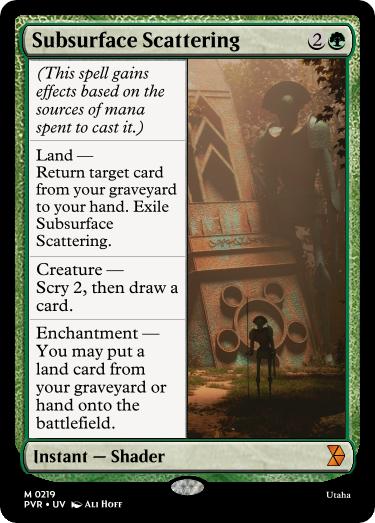 Subsurface Scattering 2
(This spell gains
effects based on the
sources of mana
spent to cast it.)
Land —
Return target card
from your graveyard
to your hand. Exile
Subsurface
Scattering.
Creature —
Scry 2, then draw a
card.
Enchantment —
You may put a
land card from
your graveyard or
hand onto the
battlefield.
Instant — Shader
M 0219
PVR • UV Ali Hoff
Utaha